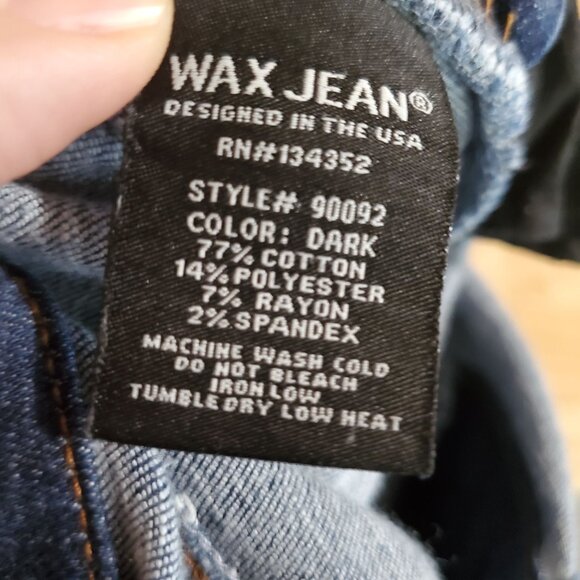 WAX JEAN®
DESIGNED IN THE USA
RN#134352
STYLE# 90092
COLOR: DARK
77% COTTON
14% POLYESTER
7% RAYON
2% SPANDEX
MACHINE WASH COLD
DO NOT BLEACH
IRON LOW
TUMBLE DRY LOW HEAT